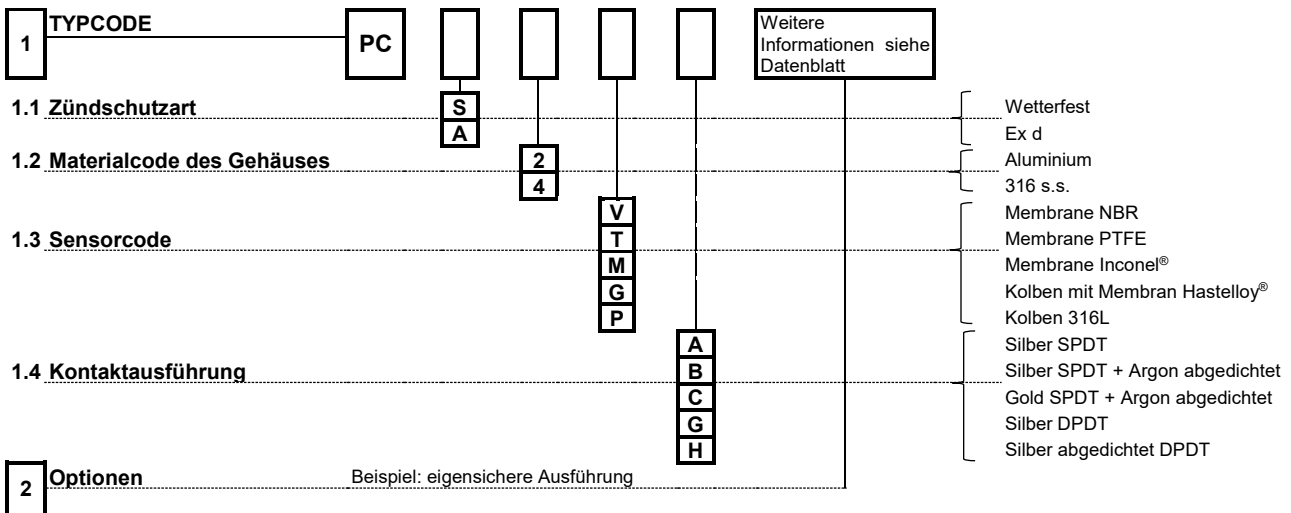 TYPCODE
1
PC
Weitere
Informationen siehe
Datenblatt
1.1 Zündschutzart
S
Wetterfest
A
Ex d
1.2 Materialcode des Gehäuses
2
Aluminium
4
316 s.s.
V
Membrane NBR
1.3 Sensorcode
T
Membrane PTFE
M
Membrane Inconel®
G
Kolben mit Membran Hastelloy®
P
Kolben 316L
A
Silber SPDT
1.4 Kontaktausführung
B
Silber SPDT + Argon abgedichtet
C
Gold SPDT + Argon abgedichtet
G
Silber DPDT
H
Silber abgedichtet DPDT
2
Optionen
Beispiel: eigensichere Ausführung